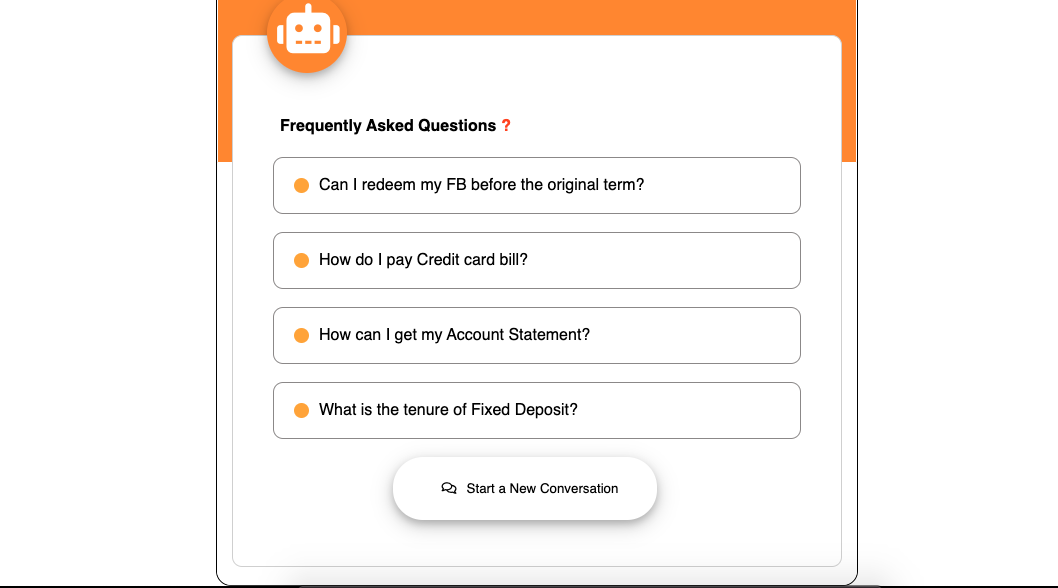 Frequently Asked Questions ?
Can I redeem my FB before the original term?
How do I pay Credit card bill?
How can I get my Account Statement?
What is the tenure of Fixed Deposit?
Start a New Conversation